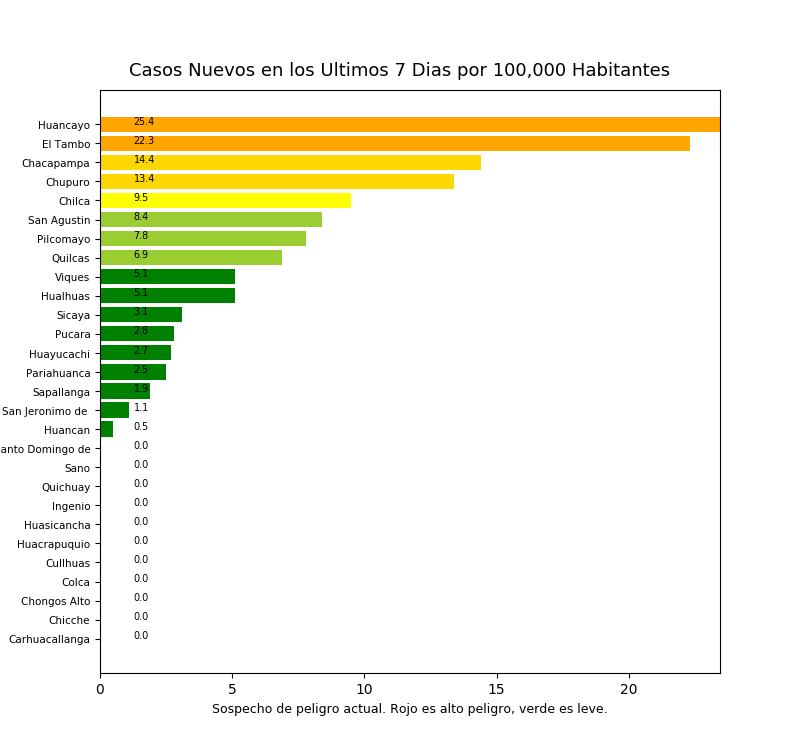 Casos Nuevos en los Ultimos 7 Dias por 100,000 Habitantes
Huancayo 25.4
El Tambo 22.3
Chacapampa 14.4
Chupuro 13.4
Chilca 9.5
San Agustin 8.4
Pilcomayo 7.8
Quilcas 6.9
Viques 5.1
Hualhuas 5.1
Sicaya 3.1
Pucara 2.8
Huayucachi 2.7
Pariahuanca 2.5
Sapallanga 1.9
San Jeronimo de 1.1
Huancan 0.5
anto Domingo de 0.0
Sano 0.0
Quichuay 0.0
Ingenio 0.0
Huasicancha 0.0
Huacrapuquio 0.0
Cullhuas 0.0
Colca 0.0
Chongos Alto 0.0
Chicche 0.0
Carhuacallanga 0.0
0 5 10 15 20
Sospecho de peligro actual. Rojo es alto peligro, verde es leve.